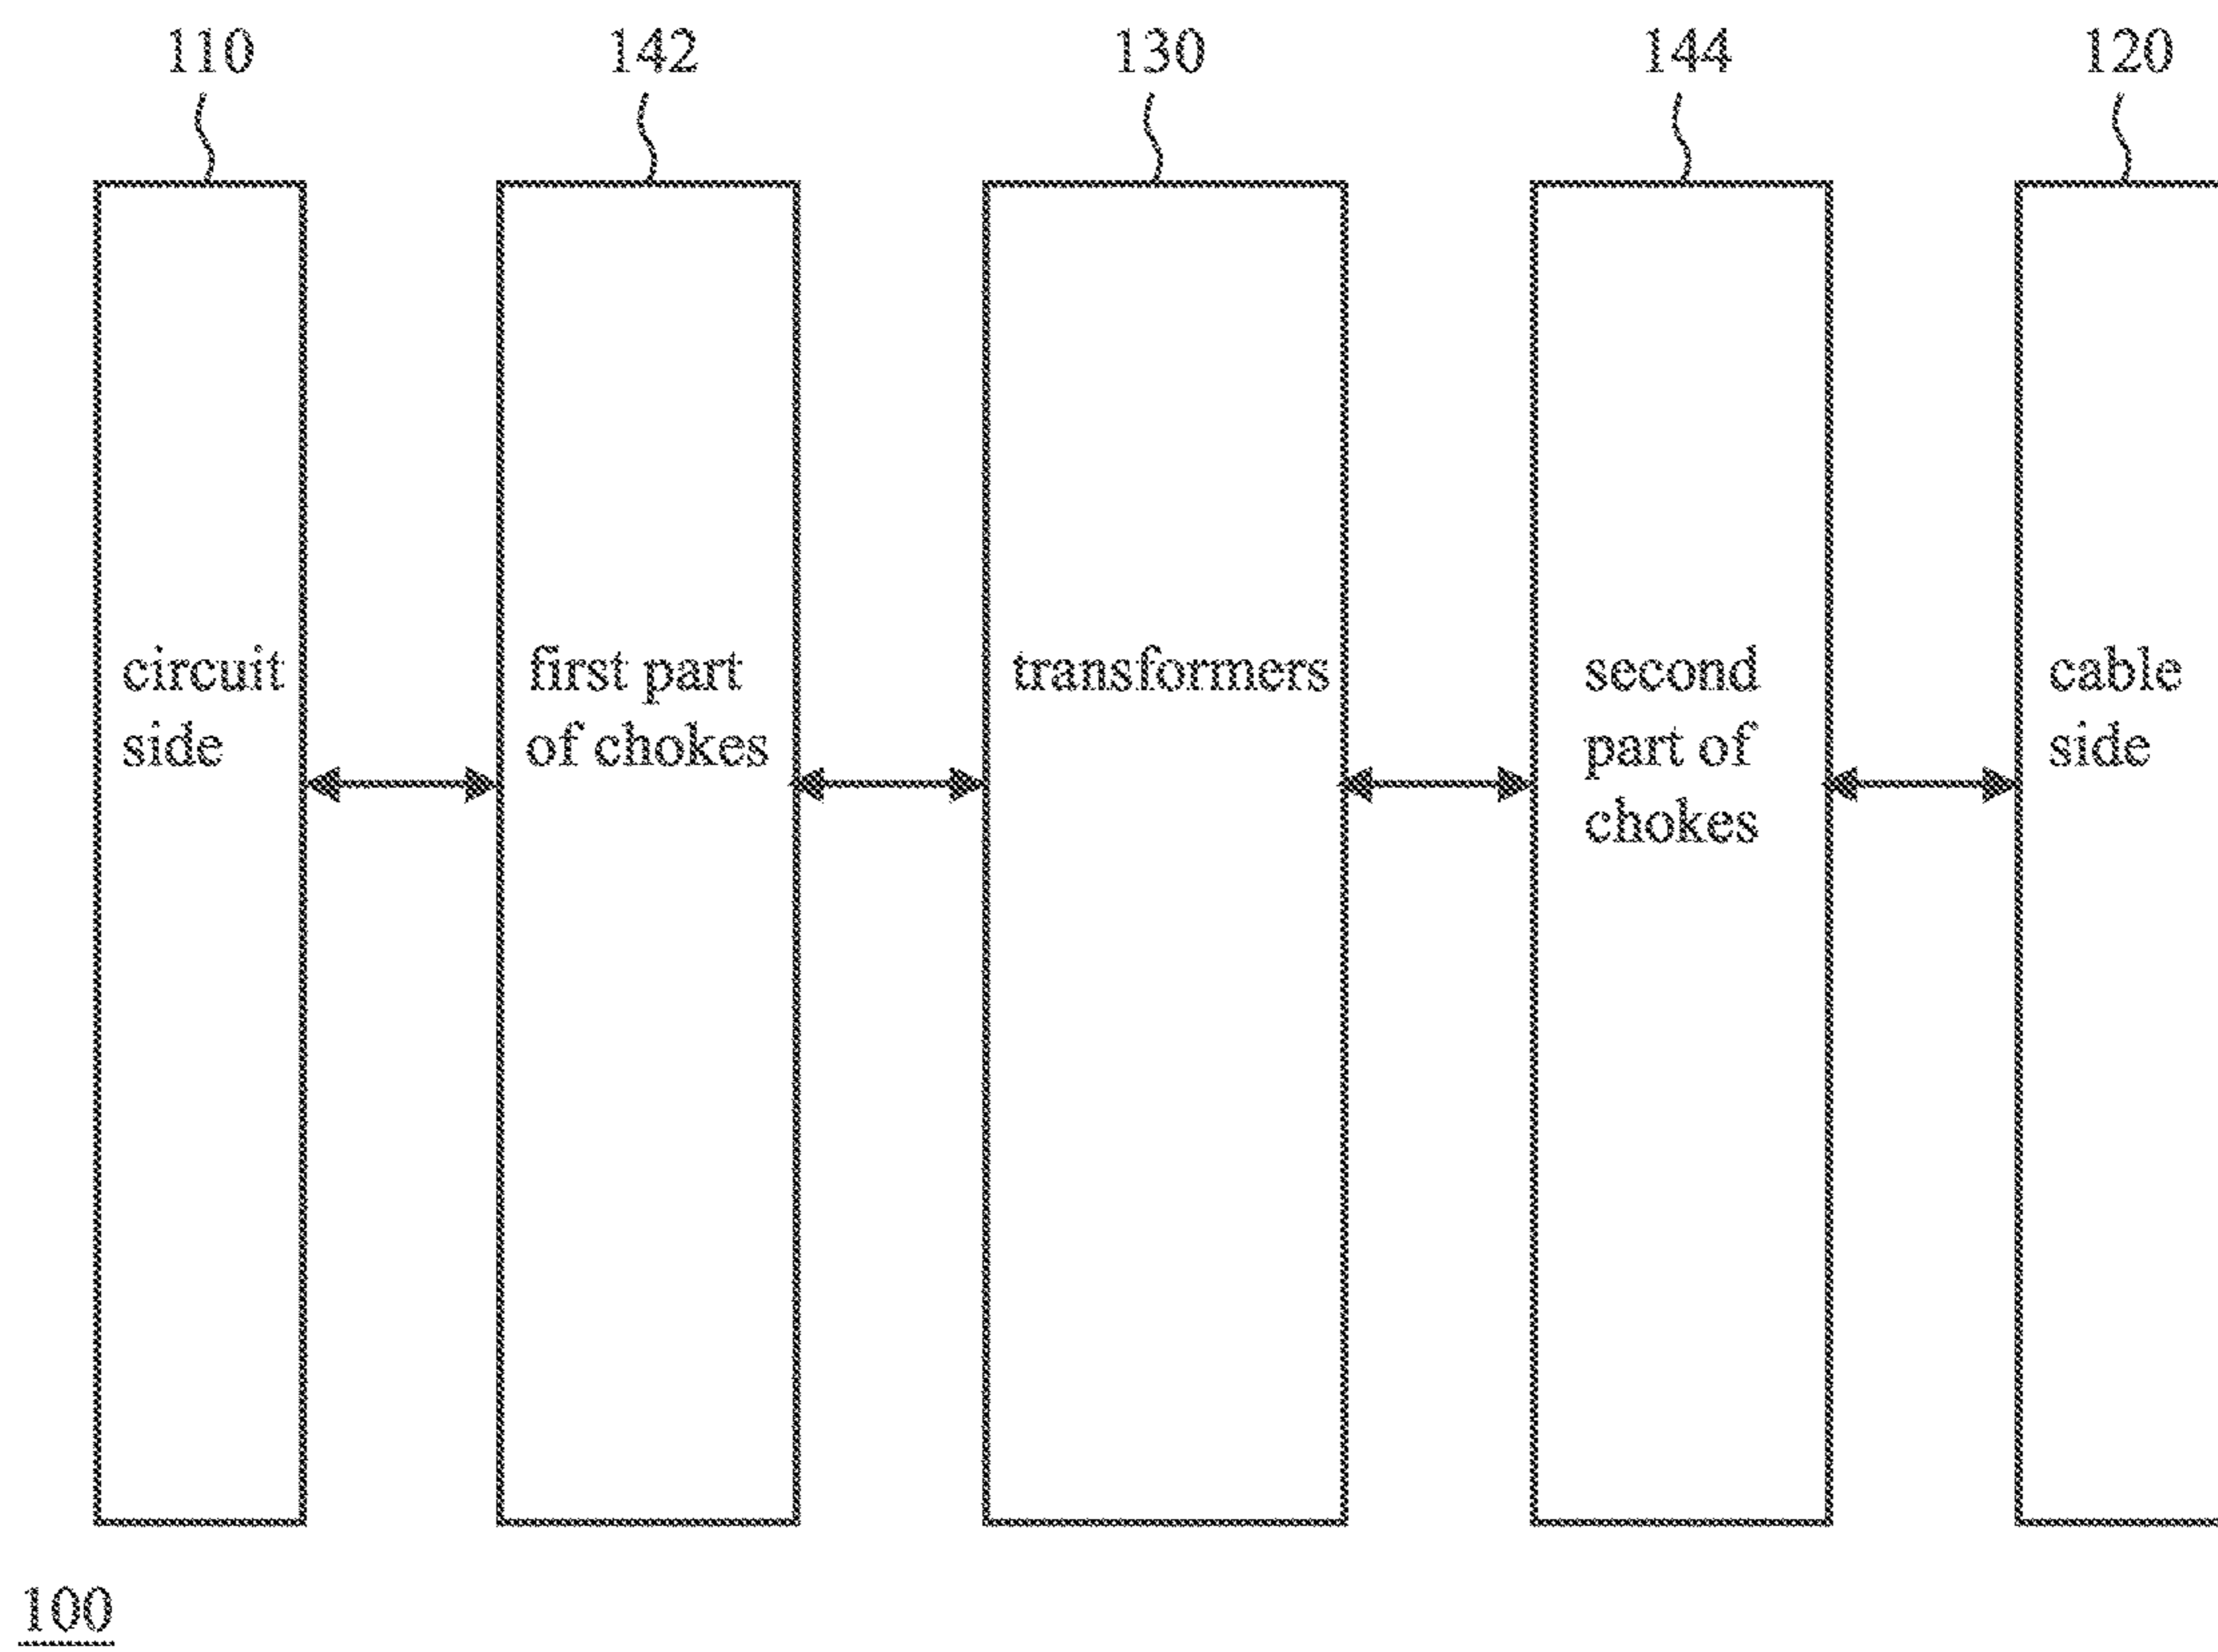 110
142
130
144
120
circuit
side
first part
of chokes
transformers
second
part of
chokes
cable
side
100